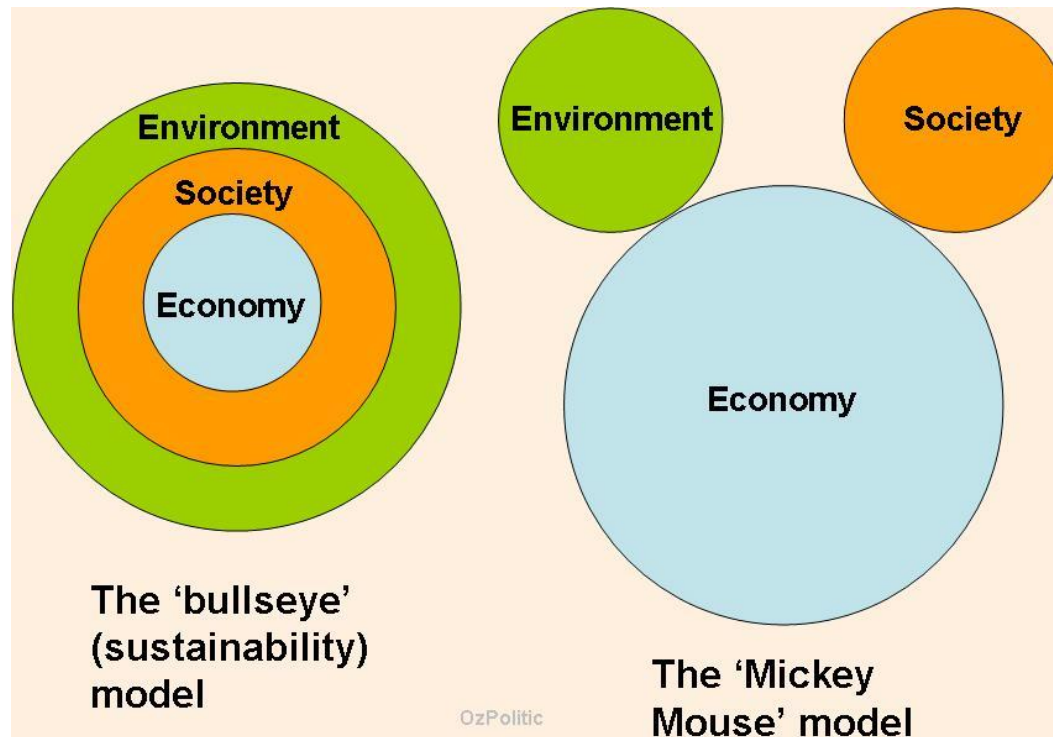 Environment
Society
Economy
The ‘bullseye’
(sustainability)
model
Environment
Society
Economy
The ‘Mickey
Mouse’ model
OzPolitic